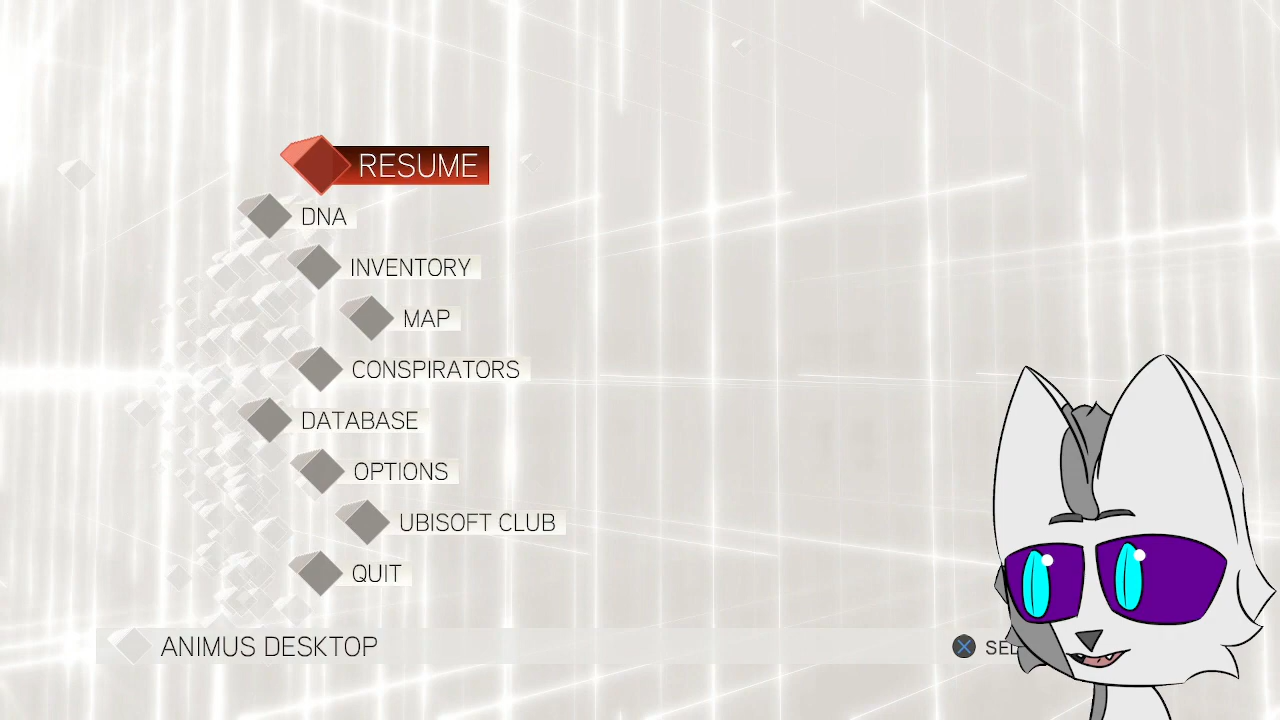 RESUME
DNA
INVENTORY
MAP
CONSPIRATORS
DATABASE
OPTIONS
UBISOFT CLUB
QUIT
ANIMUS DESKTOP